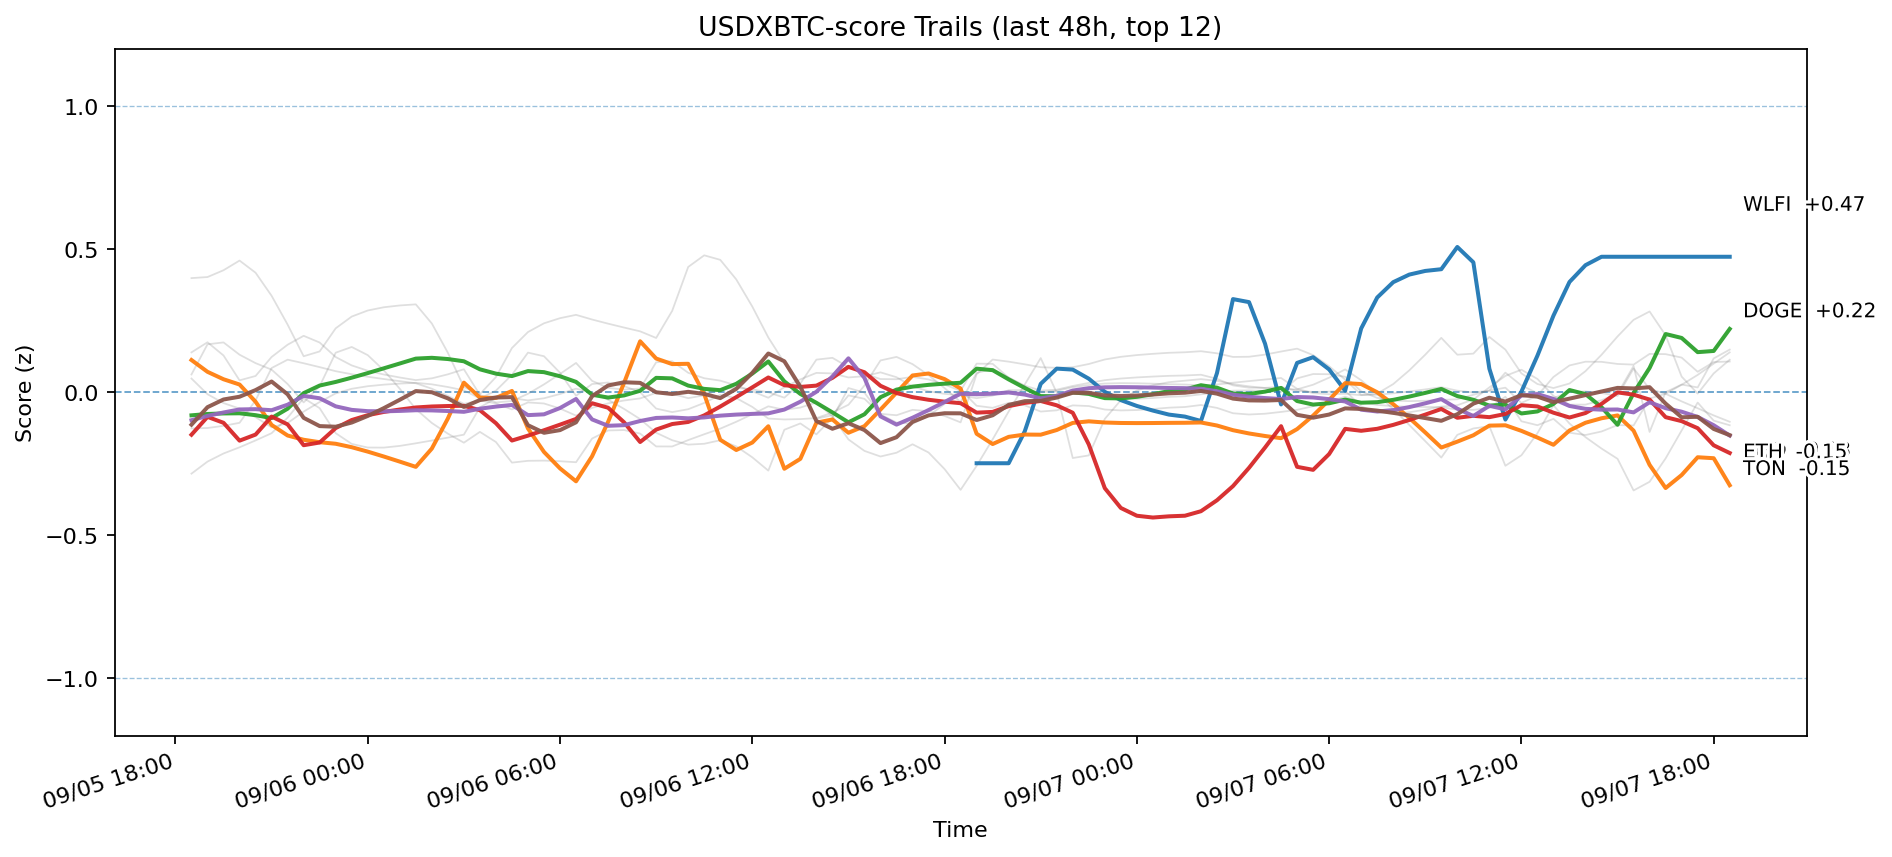 USDXBTC-score Trails (last 48h, top 12)
Score (z)
1.0
0.5
0.0
−0.5
−1.0
WLFI +0.47
DOGE +0.22
ETH -0.15
TON -0.15
09/05 18:00
09/06 00:00
09/06 06:00
09/06 12:00
09/06 18:00
09/07 00:00
09/07 06:00
09/07 12:00
09/07 18:00
Time